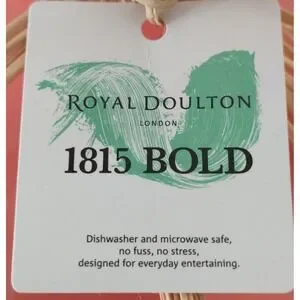 ROYAL DOULTON
LONDON
1815 BOLD
Dishwasher and microwave safe,
no fuss, no stress,
designed for everyday entertaining.